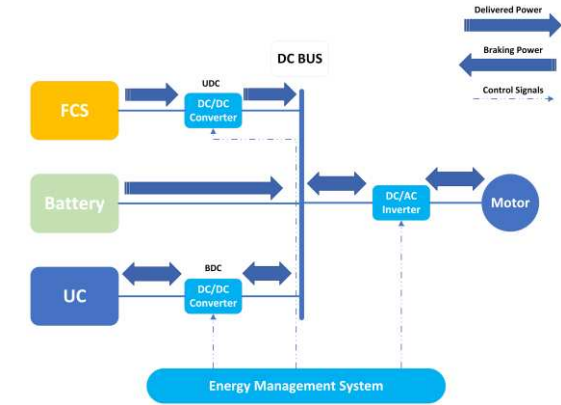 Delivered Power
Braking Power
Control Signals
DC BUS
UDC
FCS
DC/DC
Converter
Battery
DC/AC
Inverter
Motor
BDC
UC
DC/DC
Converter
Energy Management System